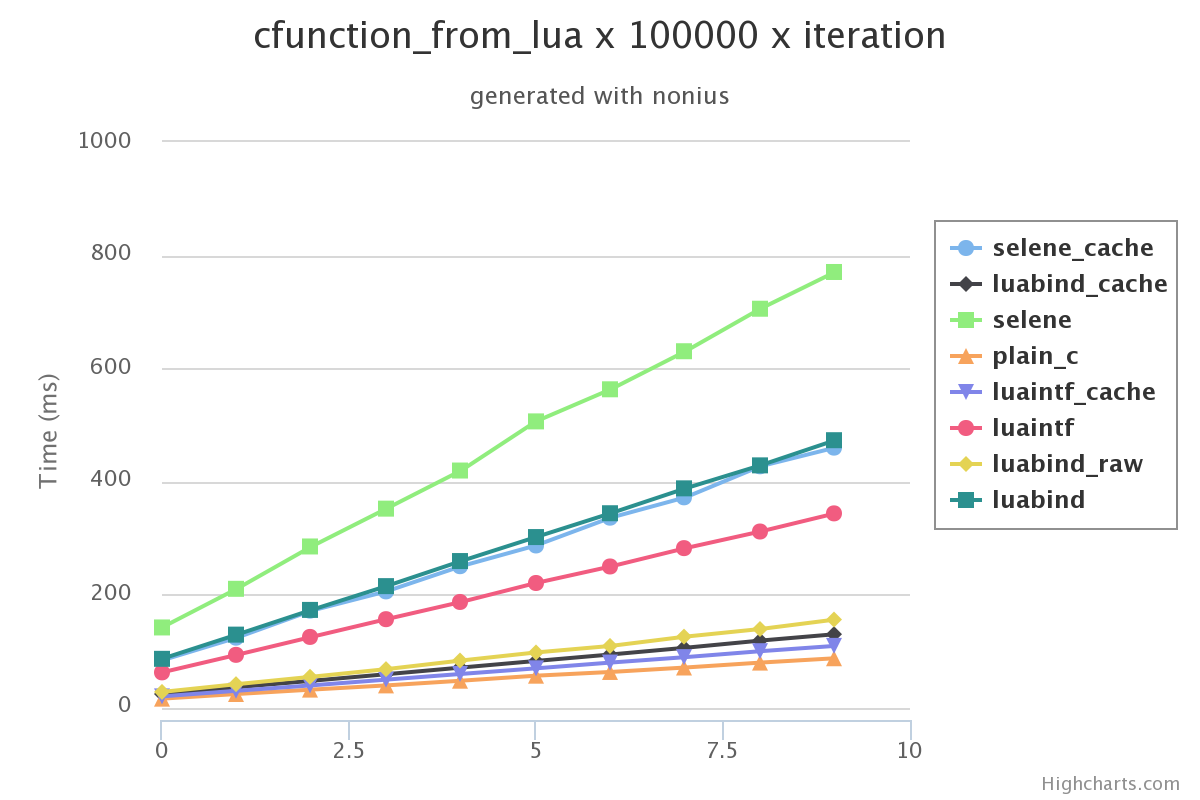 cfunction_from_lua x 100000 x iteration
generated with nonius
1000
800
600
400
200
0
Time (ms)
0
2.5
5
7.5
10
selene_cache
luabind_cache
selene
plain_c
luaintf_cache
luaintf
luabind_raw
luabind
Highcharts.com